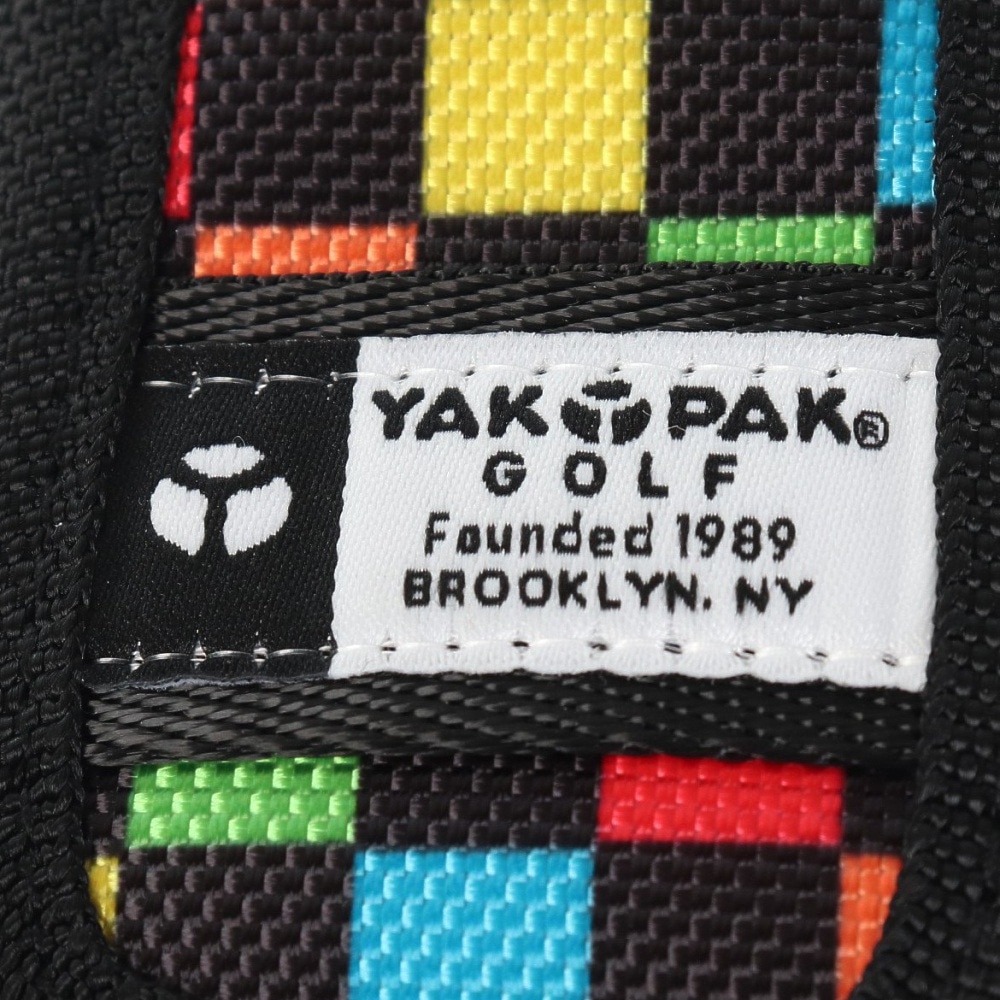 YAK PAK®
GOLF
Founded 1989
BROOKLYN. NY